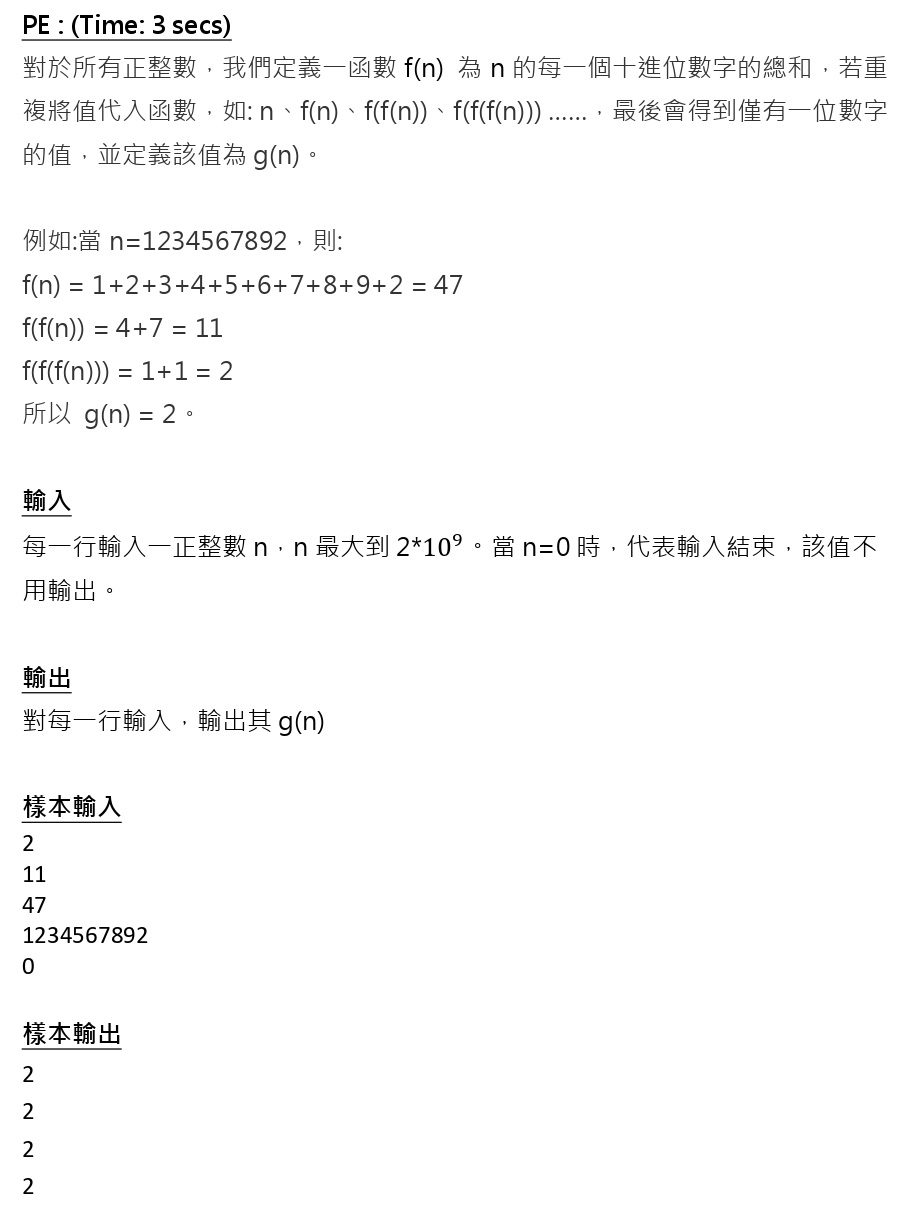 PE : (Time: 3 secs)
對於所有正整數，我們定義一函數 f(n) 為 n 的每一個十進位數字的總和，若重
複將值代入函數，如: n、f(n)、f(f(n))、f(f(f(n))) ......，最後會得到僅有一位數字
的值，並定義該值為 g(n)。
例如:當 n=1234567892，則:
f(n) = 1+2+3+4+5+6+7+8+9+2 = 47
f(f(n)) = 4+7 = 11
f(f(f(n))) = 1+1 = 2
所以 g(n) = 2。
輸入
每一行輸入一正整數 n，n 最大到 2*10⁹。當 n=0 時，代表輸入結束，該值不
用輸出。
輸出
對每一行輸入，輸出其 g(n)
樣本輸入
2
11
47
1234567892
0
樣本輸出
2
2
2
2